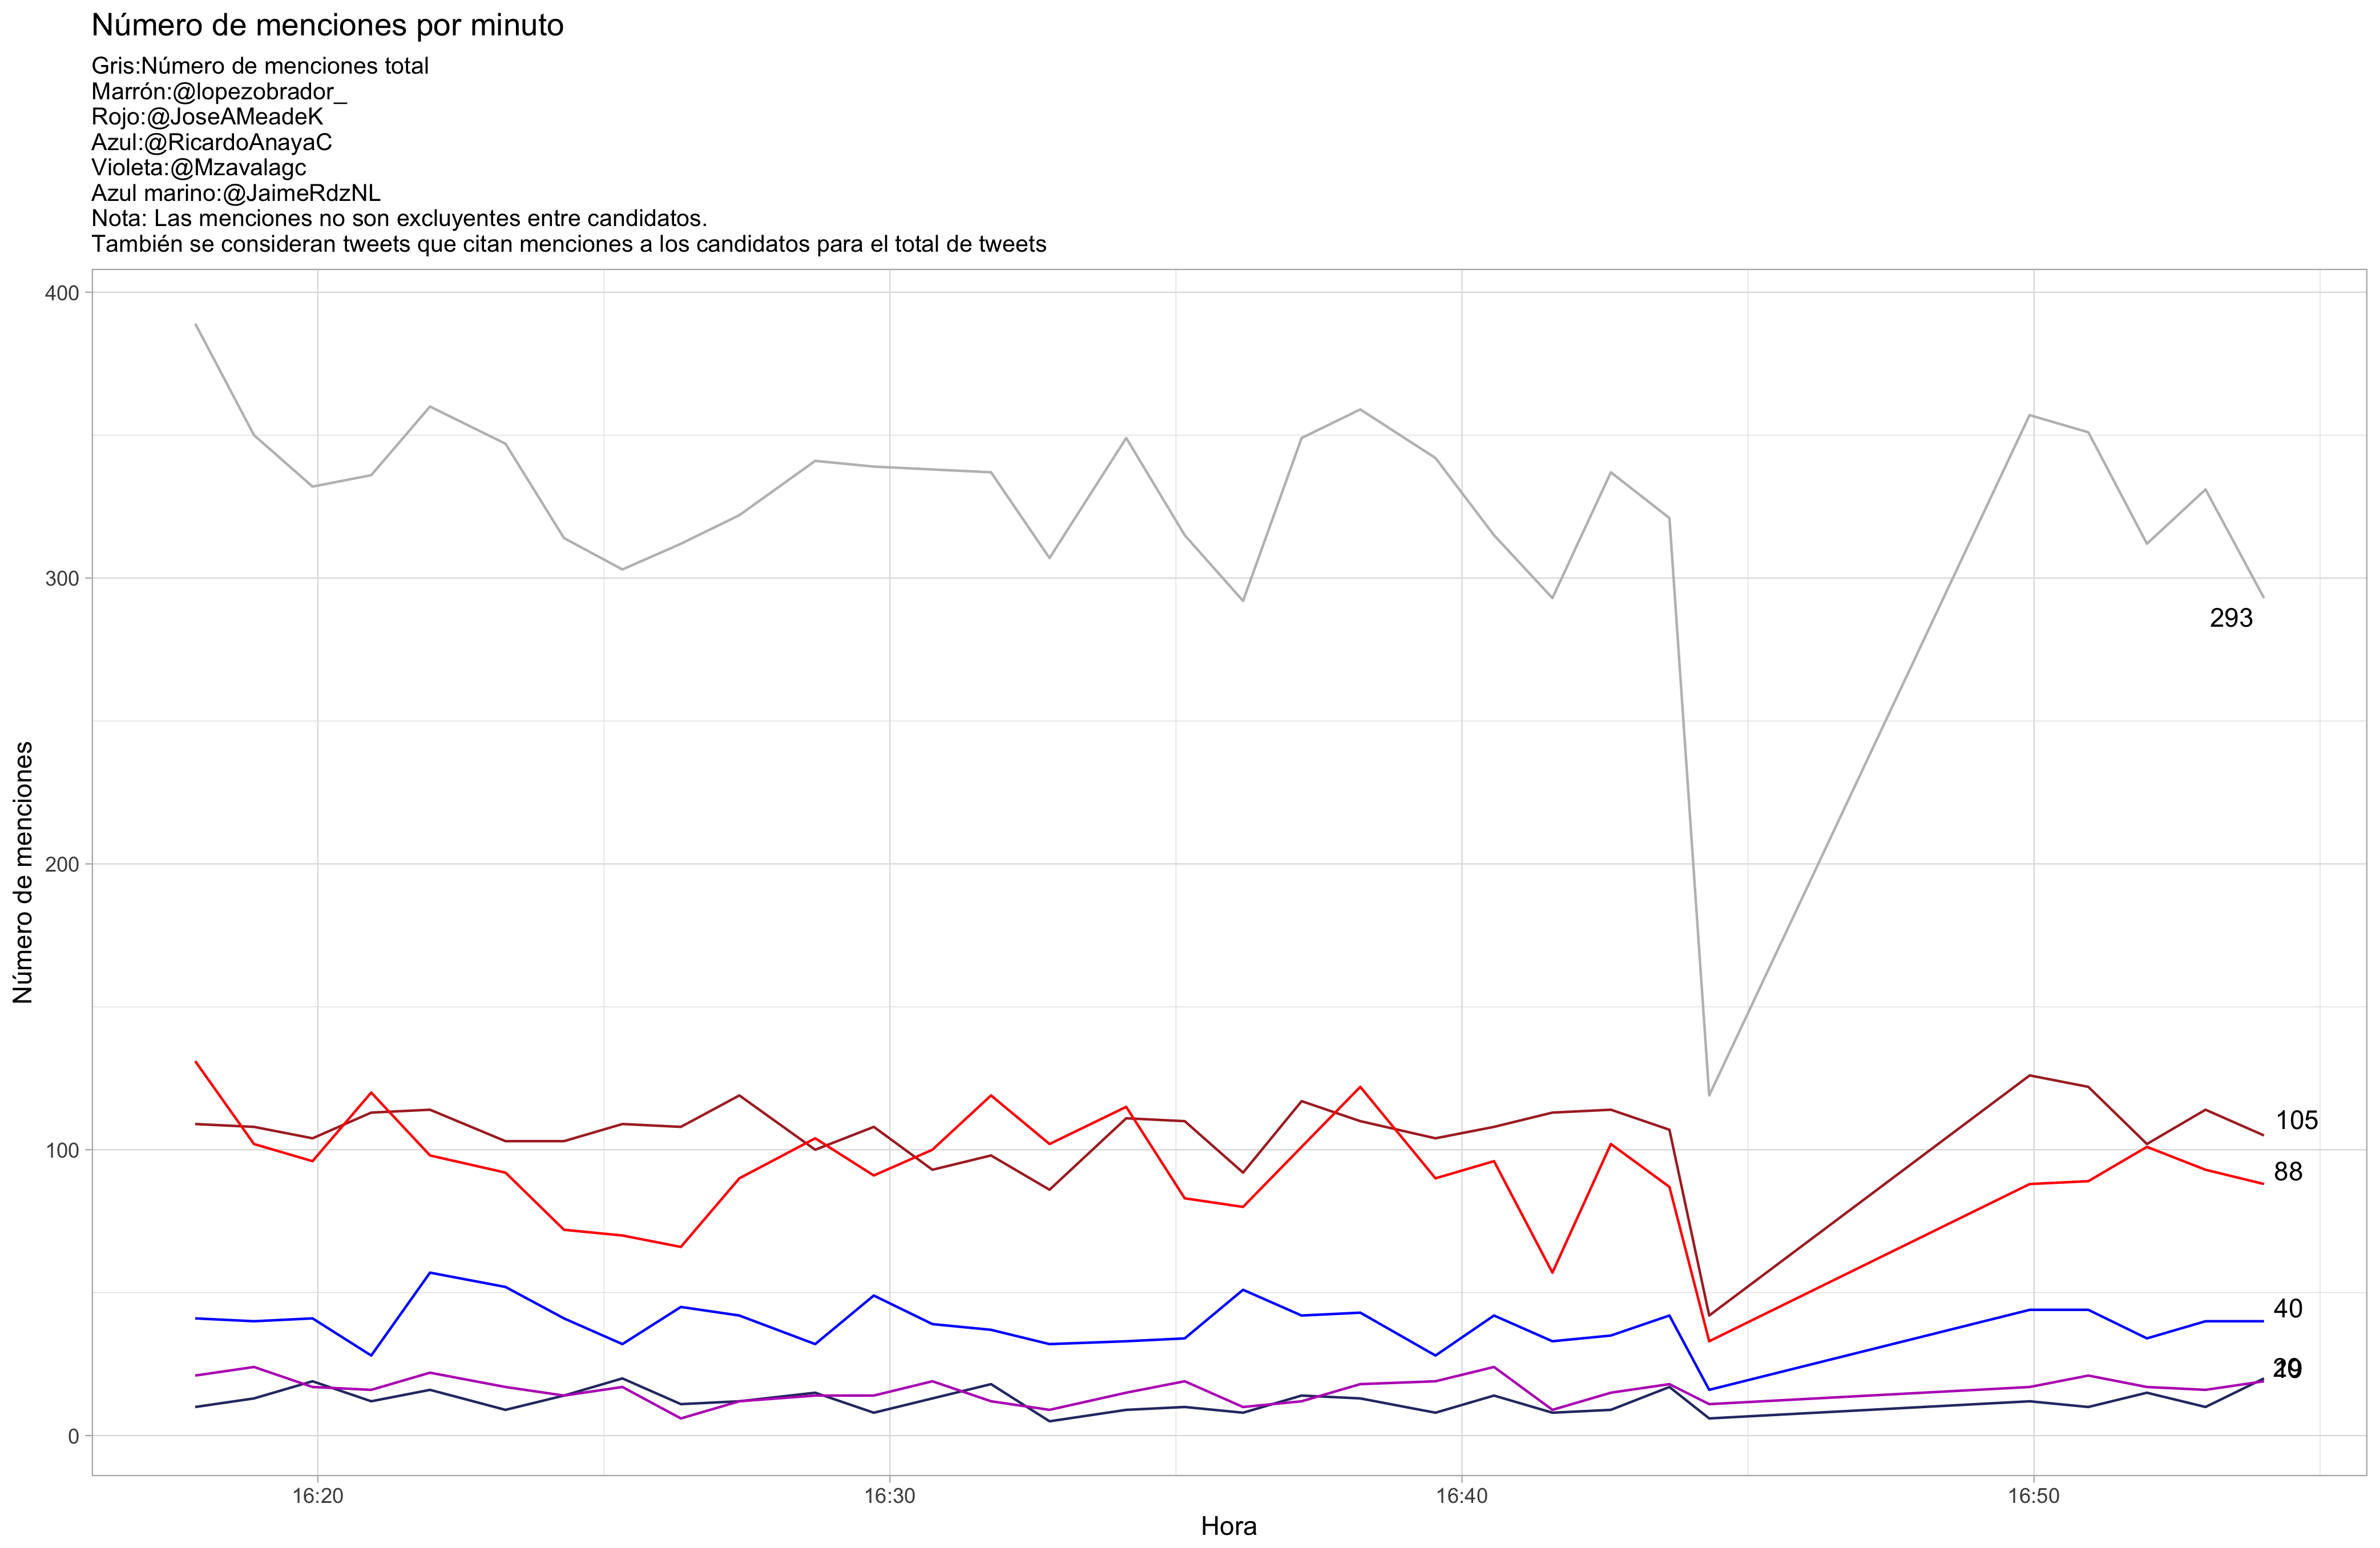 Número de menciones por minuto
Gris:Número de menciones total
Marrón:@lopezobrador_
Rojo:@JoseAMeadeK
Azul:@RicardoAnayaC
Violeta:@Mzavalagc
Azul marino:@JaimeRdzNL
Nota: Las menciones no son excluyentes entre candidatos.
También se consideran tweets que citan menciones a los candidatos para el total de tweets
400
300
200
100
0
Número de menciones
293
105
88
40
16:20
16:30
16:40
16:50
Hora